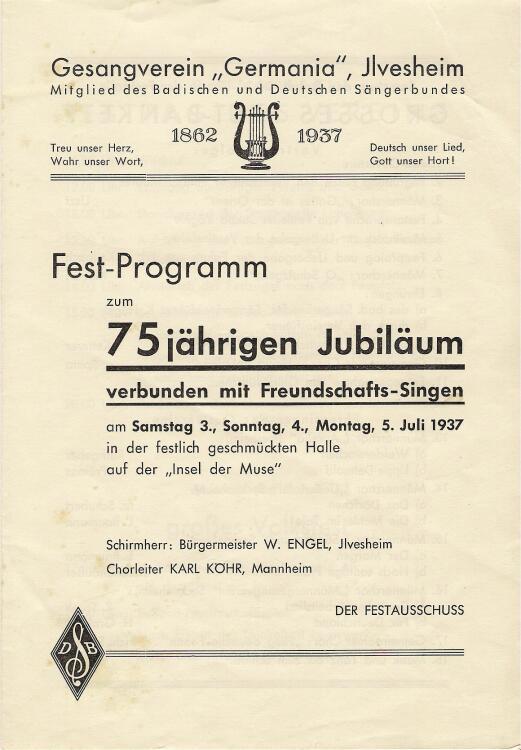 Gesangverein „Germania", Jlvesheim
Mitglied des Badischen und Deutschen Sängerbundes
1862 1937
Treu unser Herz,
Wahr unser Wort,
Deutsch unser Lied,
Gott unser Hort!
Fest-Programm
zum
75jährigen Jubiläum
verbunden mit Freundschafts-Singen
am Samstag 3., Sonntag, 4., Montag, 5. Juli 1937
in der festlich geschmückten Halle
auf der „Insel der Muse"
Schirmherr: Bürgermeister W. ENGEL, Jlvesheim
Chorleiter KARL KÖHR, Mannheim
DER FESTAUSSCHUSS
D S B